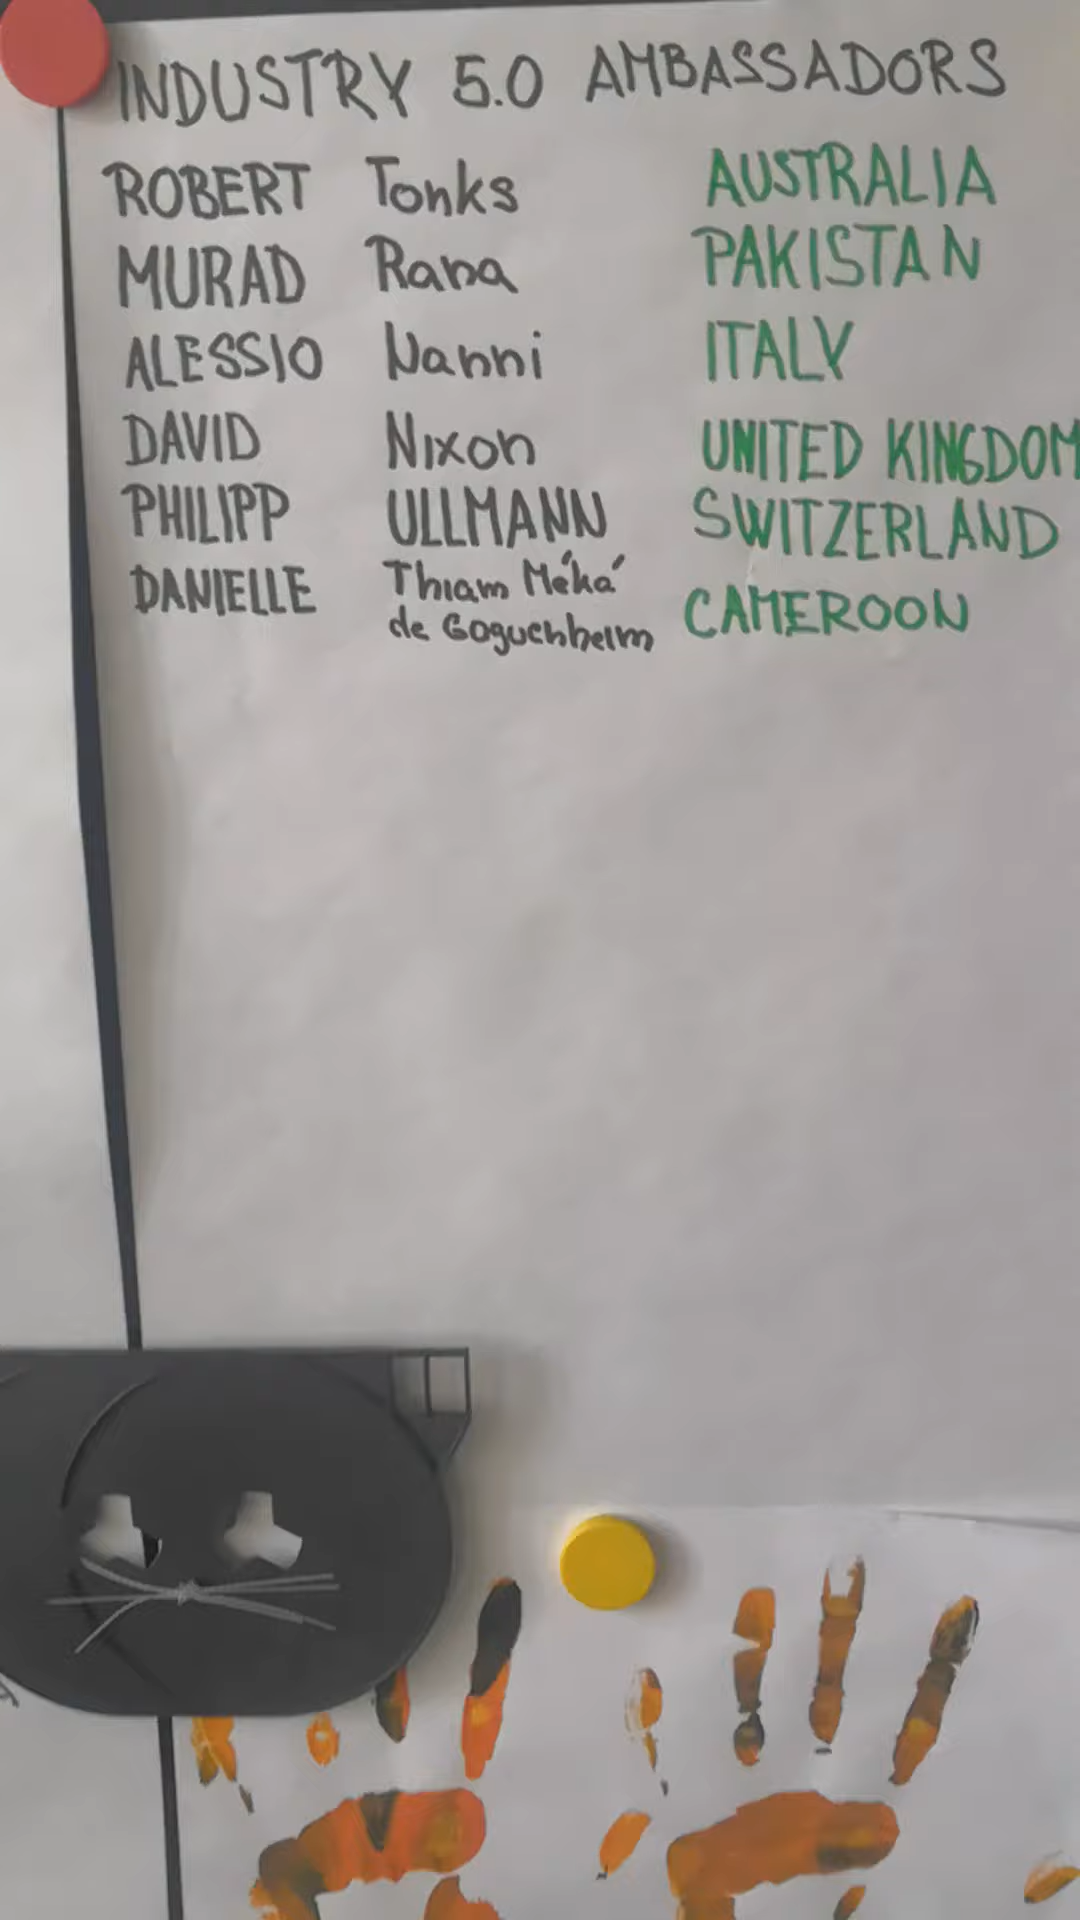 INDUSTRY 5.0 AMBASSADORS
ROBERT Tonks AUSTRALIA
MURAD Rana PAKISTAN
ALESSIO Nanni ITALY
DAVID Nixon UNITED KINGDOM
PHILIPP ULLMANN SWITZERLAND
DANIELLE Thiam Méká CAMEROON
de Goguenheim